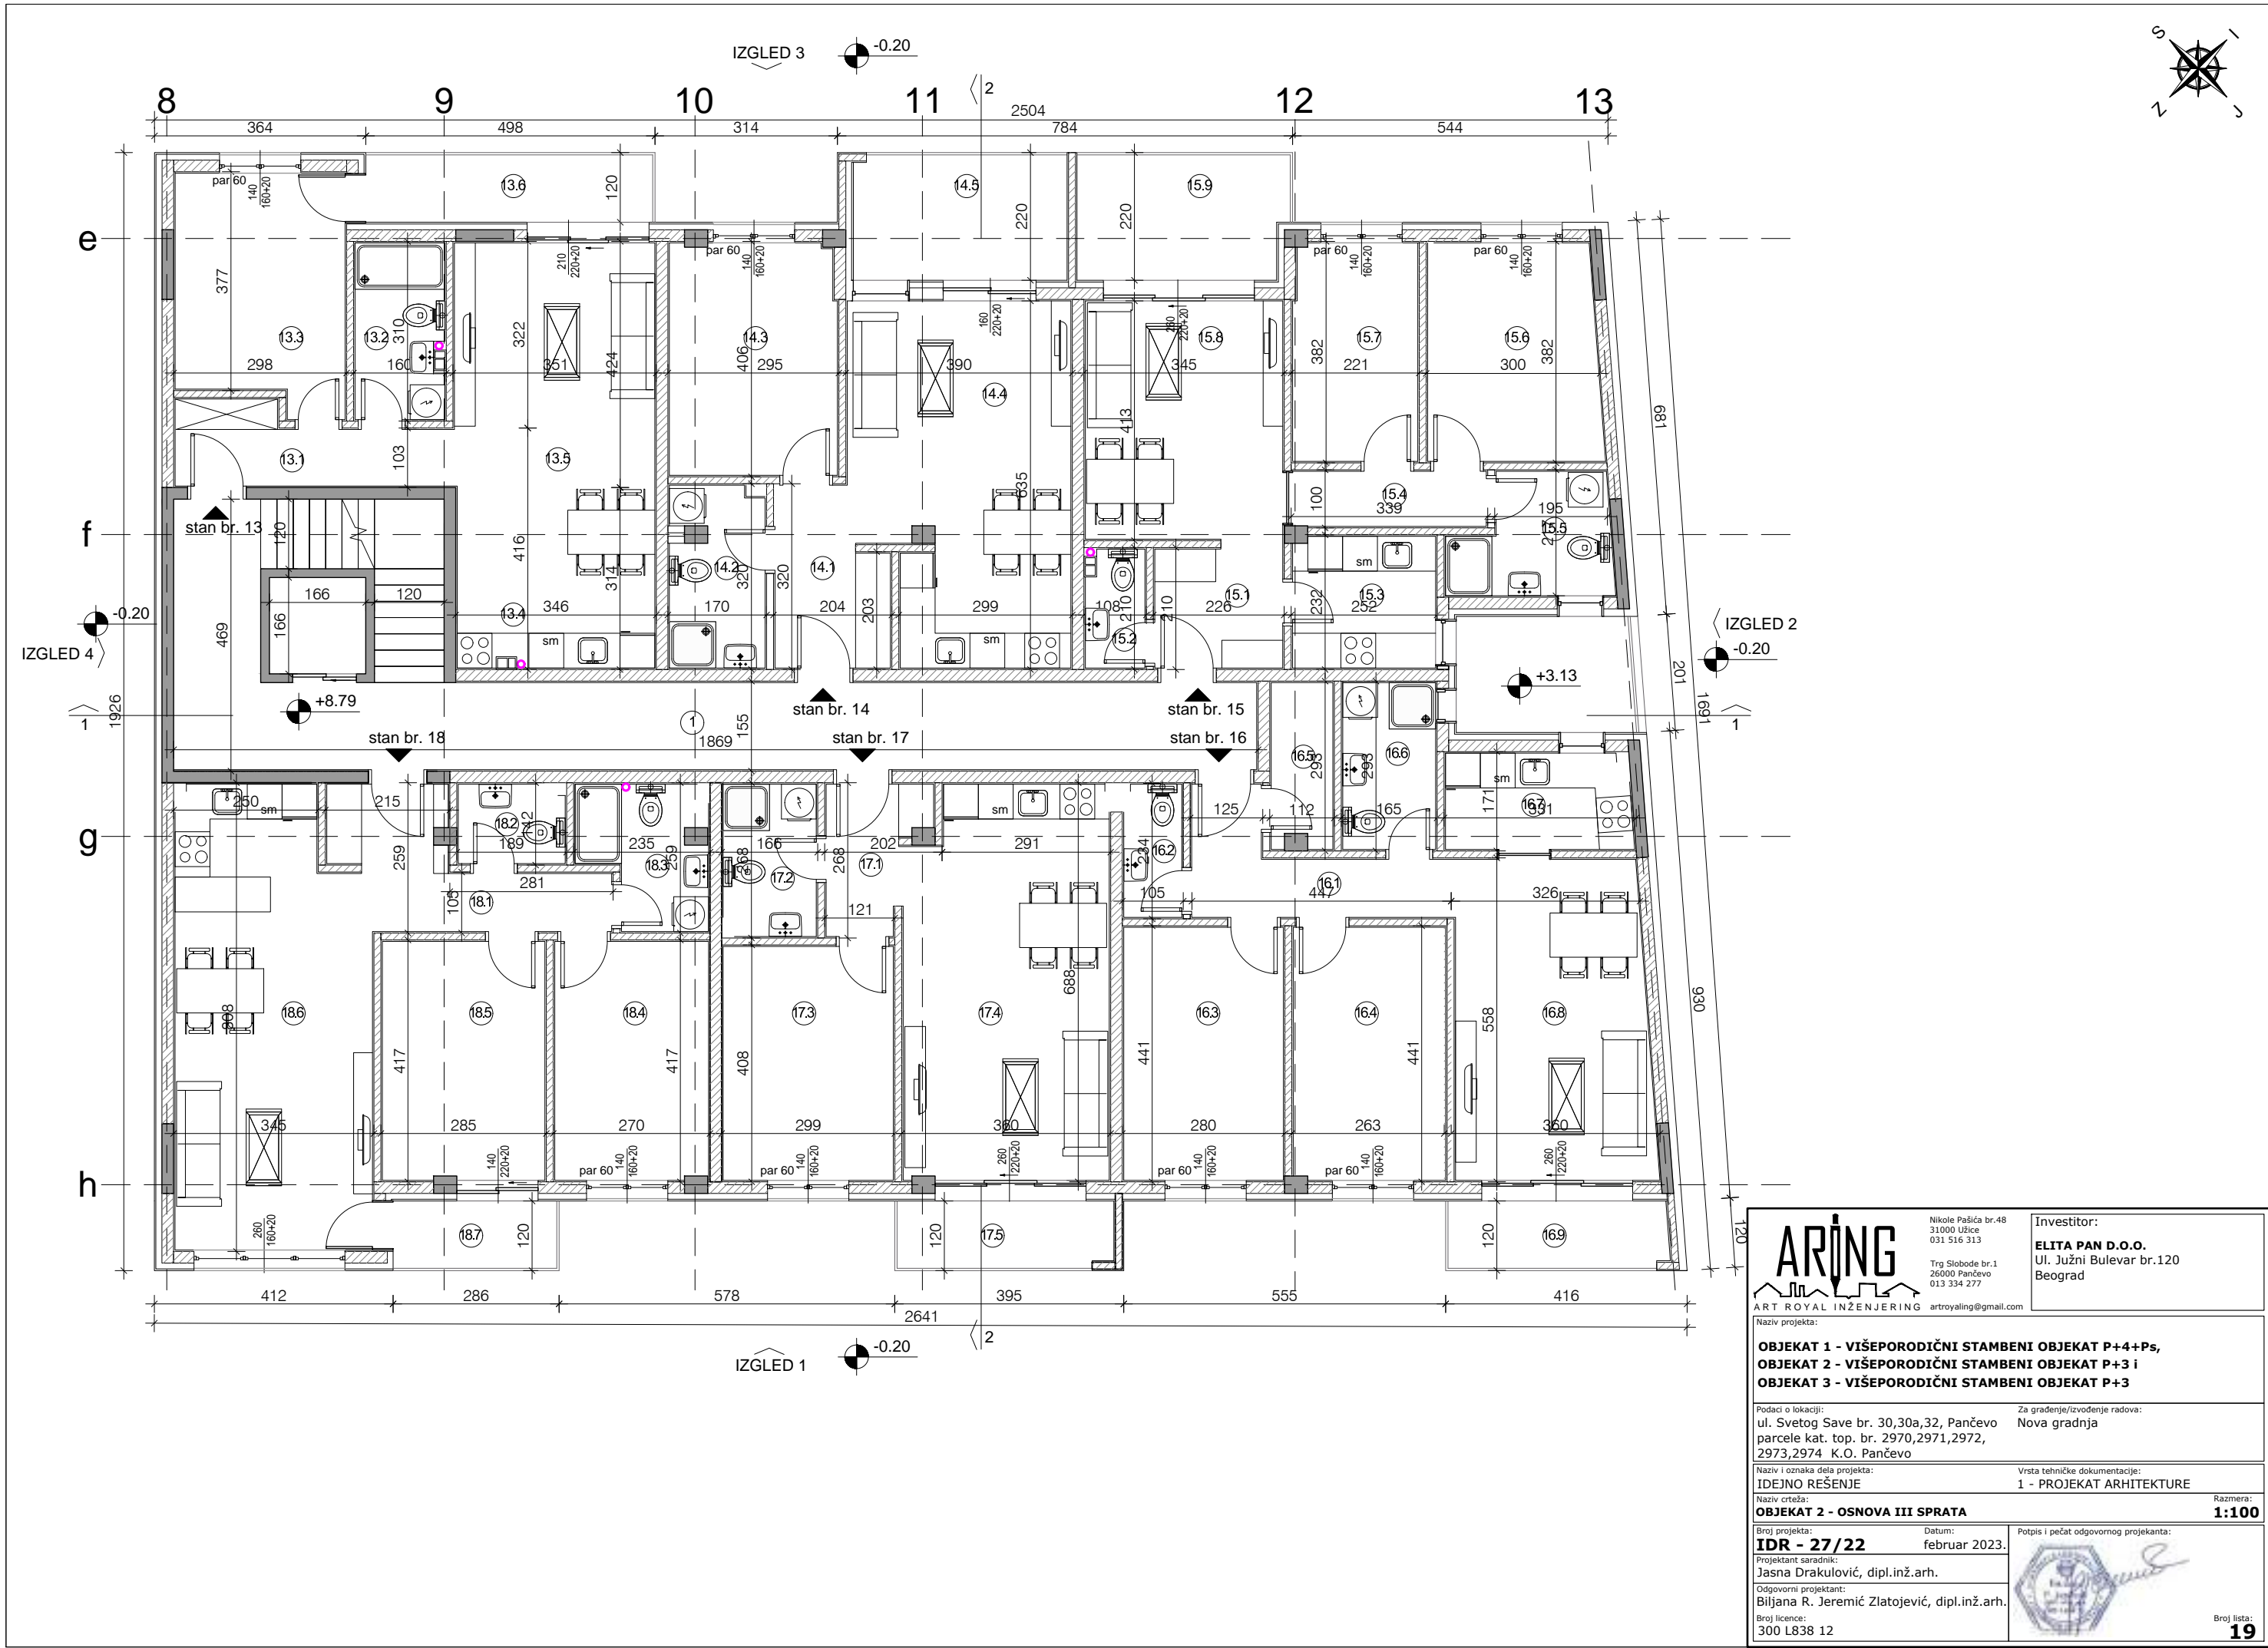 IZGLED 3
-0.20
S
I
Z
J
2
8
9
10
11
12
13
2504
364
498
314
784
544
par 60
140
160+20
13.6
120
14.5
220
15.9
220
e
210
220+20
par 60
140
160+20
par 60
140
160+20
par 60
140
160+20
377
310
322
424
406
160
220+20
260
220+20
382
382
681
13.3
13.2
14.3
14.4
15.8
15.7
15.6
298
160
351
295
390
345
221
300
413
13.1
103
13.5
635
100
15.4
339
195
15.5
f
stan br. 13
120
416
314
14.2
320
320
14.1
203
sm
166
120
166
469
13.4
346
170
204
299
108
210
15.2
210
226
15.1
232
15.3
252
sm
sm
-0.20
IZGLED 4
IZGLED 2
-0.20
201
1691
+3.13
+8.79
1
1926
1
155
1869
stan br. 14
stan br. 15
stan br. 18
stan br. 17
stan br. 16
16.5
293
293
16.6
1
sm
171
16.7
331
250
sm
215
18.2
189
235
18.3
259
166
268
17.2
202
268
17.1
sm
291
234
16.2
125
112
165
g
259
281
18.1
105
121
105
447
16.1
326
688
18.6
18.5
18.4
17.3
17.4
16.3
16.4
16.8
417
417
408
441
441
558
930
345
285
270
299
360
280
263
360
h
140
220+20
par 60
140
160+20
par 60
140
160+20
260
220+20
par 60
140
160+20
par 60
140
160+20
260
220+20
260
160+20
18.7
120
120
17.5
120
16.9
120
412
286
578
395
555
416
2641
2
IZGLED 1
-0.20
ARING
ART ROYAL INŽENJERING
Nikole Pašića br.48
31000 Užice
031 516 313
Trg Slobode br.1
26000 Pančevo
013 334 277
artroyaling@gmail.com
Investitor:
ELITA PAN D.O.O.
Ul. Južni Bulevar br.120
Beograd
Naziv projekta:
OBJEKAT 1 - VIŠEPORODIČNI STAMBENI OBJEKAT P+4+Ps,
OBJEKAT 2 - VIŠEPORODIČNI STAMBENI OBJEKAT P+3 i
OBJEKAT 3 - VIŠEPORODIČNI STAMBENI OBJEKAT P+3
Podaci o lokaciji:
ul. Svetog Save br. 30,30a,32, Pančevo
parcele kat. top. br. 2970,2971,2972,
2973,2974 K.O. Pančevo
Za građenje/izvođenje radova:
Nova gradnja
Naziv i oznaka dela projekta:
IDEJNO REŠENJE
Vrsta tehničke dokumentacije:
1 - PROJEKAT ARHITEKTURE
Naziv crteža:
OBJEKAT 2 - OSNOVA III SPRATA
Razmera:
1:100
Broj projekta:
IDR - 27/22
Datum:
februar 2023.
Projektant saradnik:
Jasna Drakulović, dipl.inž.arh.
Odgovorni projektant:
Biljana R. Jeremić Zlatojević, dipl.inž.arh.
Broj licence:
300 L838 12
Potpis i pečat odgovornog projekanta:
Broj lista:
19